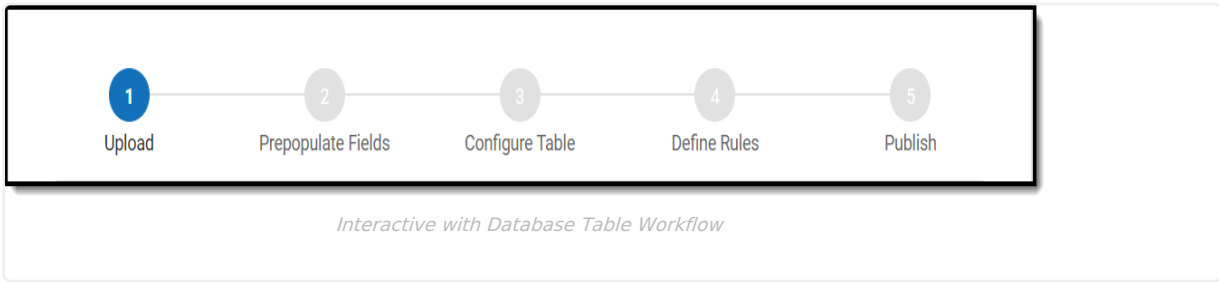 1 2 3 4 5
Upload Prepopulate Fields Configure Table Define Rules Publish
Interactive with Database Table Workflow